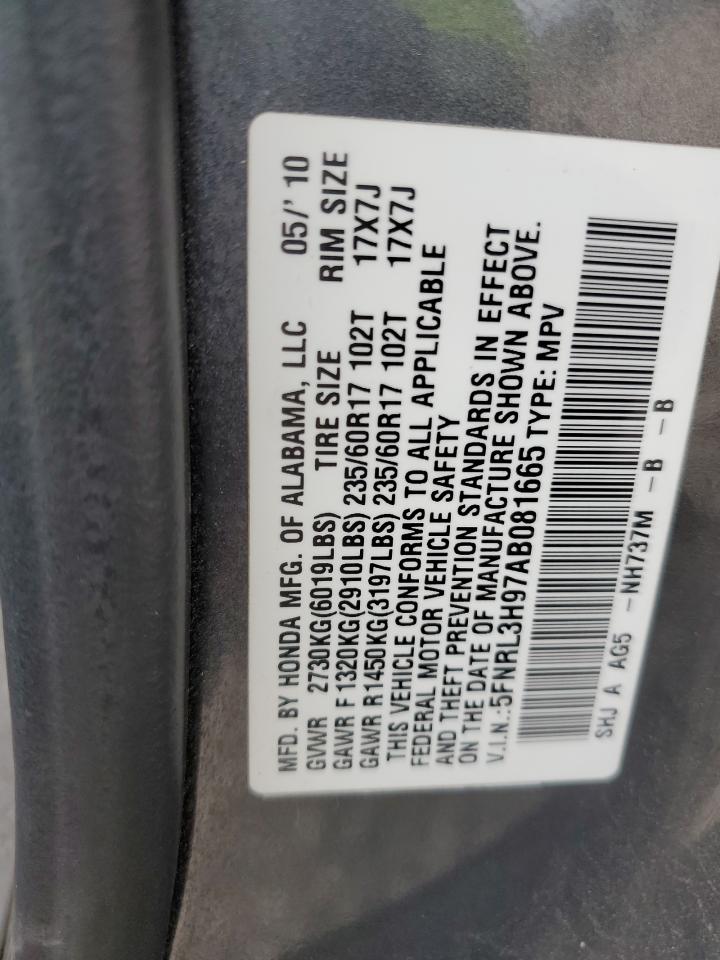 MFD. BY HONDA MFG. OF ALABAMA, LLC 05/' 10
GVWR 2730KG(6019LBS) TIRE SIZE RIM SIZE
GAWR F1320KG(2910LBS) 235/60R17 102T 17X7J
GAWR R1450KG(3197LBS) 235/60R17 102T 17X7J
THIS VEHICLE CONFORMS TO ALL APPLICABLE
FEDERAL MOTOR VEHICLE SAFETY
AND THEFT PREVENTION STANDARDS IN EFFECT
ON THE DATE OF MANUFACTURE SHOWN ABOVE.
V.I.N.:5FNRL3H97AB081665 TYPE: MPV
SHJ A AG5 -NH737M -B -B